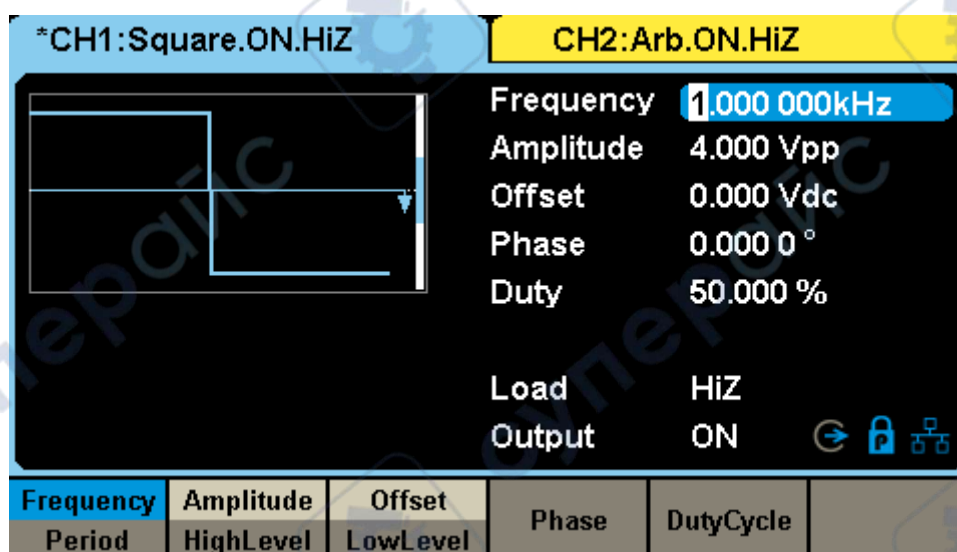 *CH1:Square.ON.HiZ
CH2:Arb.ON.HiZ
Frequency 1.000 000kHz
Amplitude 4.000 Vpp
Offset 0.000 Vdc
Phase 0.000 0 °
Duty 50.000 %
Load HiZ
Output ON
P
Frequency Amplitude Offset Phase DutyCycle
Period HighLevel LowLevel
суперайс